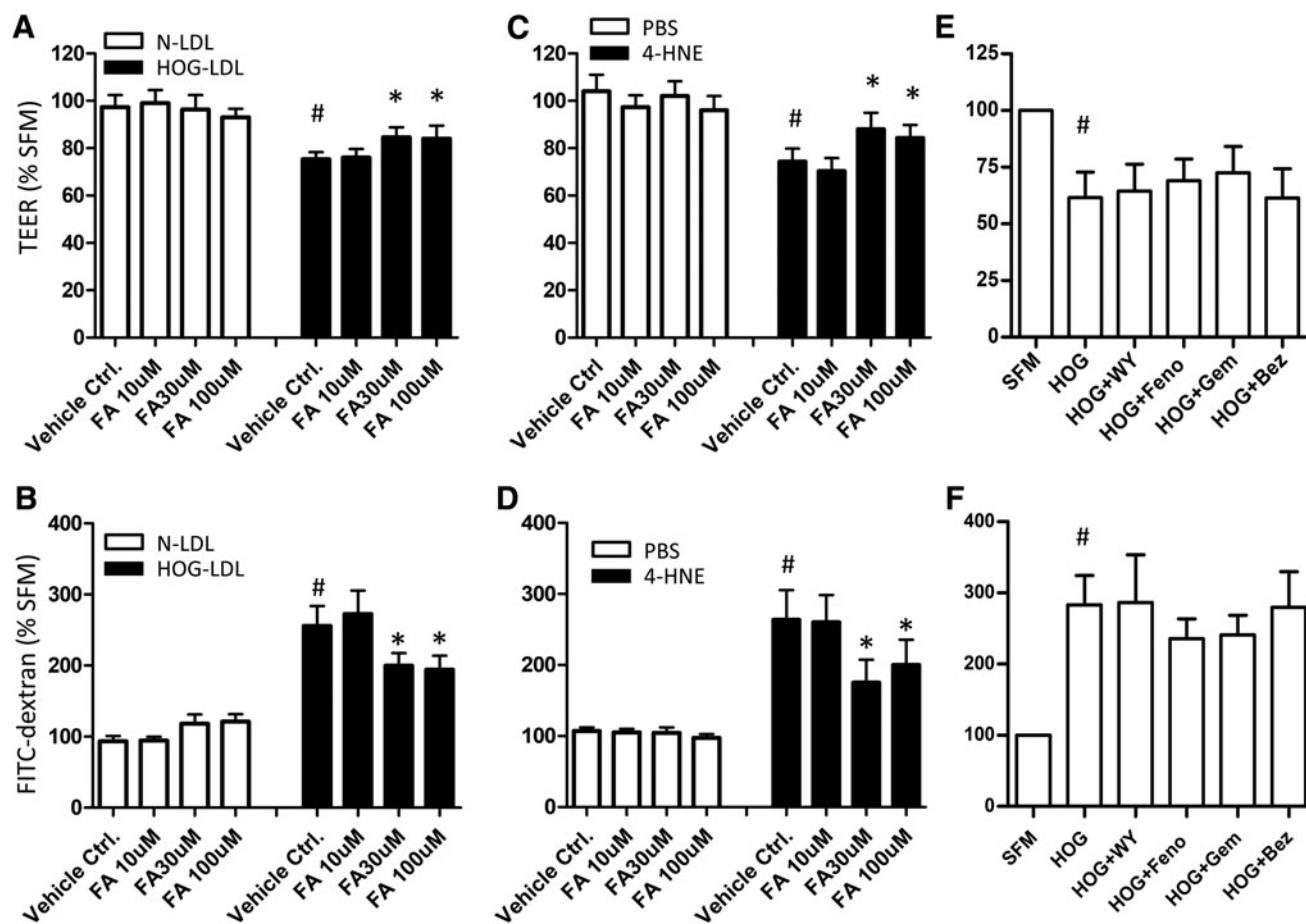 A
N-LDL
HOG-LDL
TEER (% SFM)
120
100
80
60
40
20
0
#
*
*
Vehicle Ctrl.
FA 10uM
FA30uM
FA 100uM
Vehicle Ctrl.
FA 10uM
FA30uM
FA 100uM
C
PBS
4-HNE
120
100
80
60
40
20
0
#
*
*
Vehicle Ctrl
FA 10uM
FA30uM
FA 100uM
Vehicle Ctrl.
FA 10uM
FA30uM
FA 100uM
E
125
100
75
50
25
0
#
SFM
HOG
HOG+WY
HOG+Feno
HOG+Gem
HOG+Bez
B
N-LDL
HOG-LDL
FITC-dextran (% SFM)
400
300
200
100
0
#
*
*
Vehicle Ctrl.
FA 10uM
FA30uM
FA 100uM
Vehicle Ctrl.
FA 10uM
FA30uM
FA 100uM
D
PBS
4-HNE
400
300
200
100
0
#
*
*
Vehicle Ctrl.
FA 10uM
FA30uM
FA 100uM
Vehicle Ctrl.
FA 10uM
FA30uM
FA 100uM
F
400
300
200
100
0
#
SFM
HOG
HOG+WY
HOG+Feno
HOG+Gem
HOG+Bez